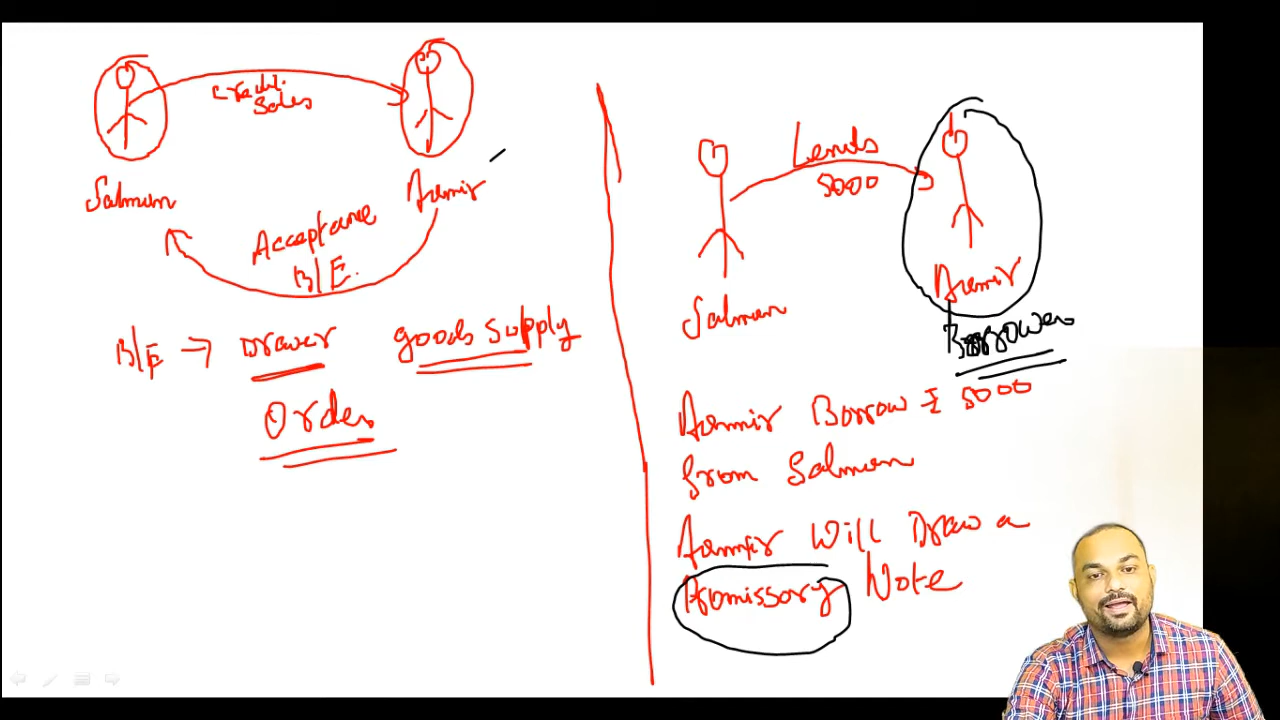 Credit
Sales
Salman
Aamir
Acceptance
B/E.
B/E → Drawer goods supply
Order
Lends
5000
Salman
Aamir
Borrower
Aamir Borrow ₹ 5000
from Salman
Aamir Will Draw a
Promissory Note